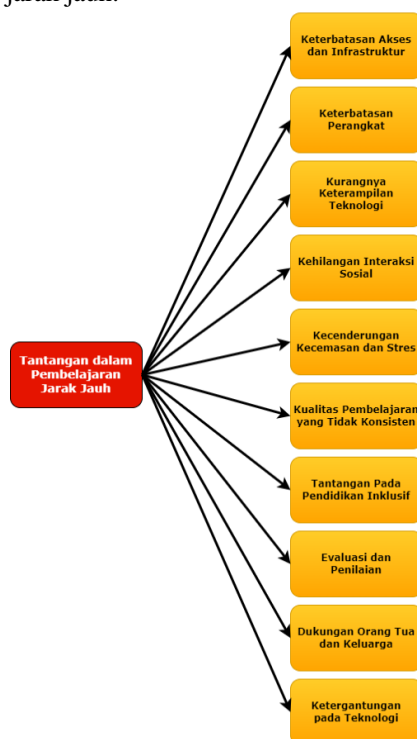 jarak jauh.
Keterbatasan Akses
dan Infrastruktur
Keterbatasan
Perangkat
Kurangnya
Keterampilan
Teknologi
Kehilangan Interaksi
Sosial
Kecenderungan
Kecemasan dan Stres
Tantangan dalam
Pembelajaran
Jarak Jauh
Kualitas Pembelajaran
yang Tidak Konsisten
Tantangan Pada
Pendidikan Inklusif
Evaluasi dan
Penilaian
Dukungan Orang Tua
dan Keluarga
Ketergantungan
pada Teknologi